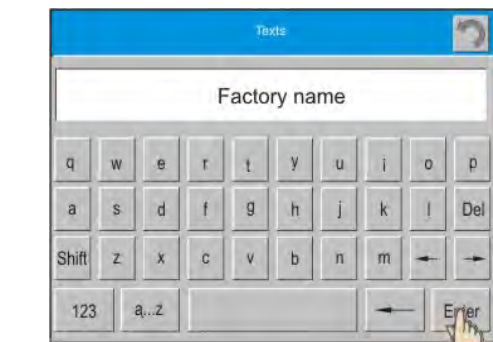 Texts
Factory name
q w e r t y u i o p
a s d f g h j k l Del
Shift z x c v b n m ← →
123 ą...z ← Enter